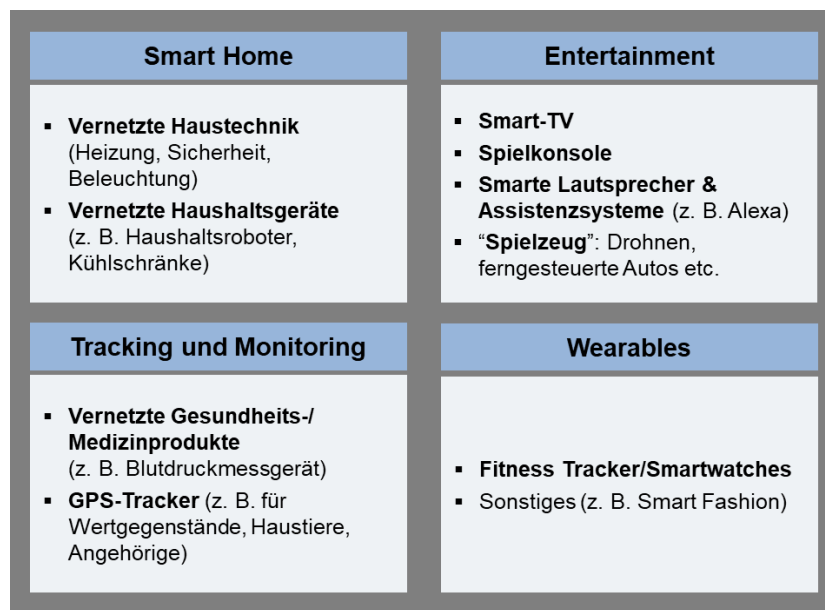 Smart Home
▪ Vernetzte Haustechnik
(Heizung, Sicherheit,
Beleuchtung)
▪ Vernetzte Haushaltsgeräte
(z. B. Haushaltsroboter,
Kühlschränke)
Entertainment
▪ Smart-TV
▪ Spielkonsole
▪ Smarte Lautsprecher &
Assistenzsysteme (z. B. Alexa)
▪ “Spielzeug”: Drohnen,
ferngesteuerte Autos etc.
Tracking und Monitoring
▪ Vernetzte Gesundheits-/
Medizinprodukte
(z. B. Blutdruckmessgerät)
▪ GPS-Tracker (z. B. für
Wertgegenstände, Haustiere,
Angehörige)
Wearables
▪ Fitness Tracker/Smartwatches
▪ Sonstiges (z. B. Smart Fashion)